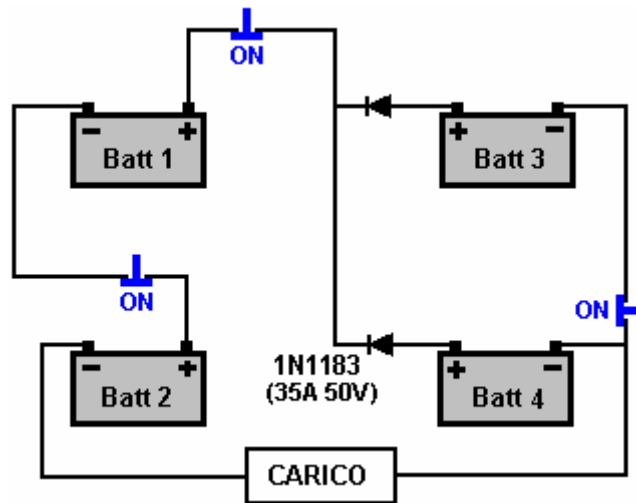 ON
- +
Batt 1
+ -
Batt 3
ON
ON
- +
Batt 2
1N1183
(35A 50V)
+ -
Batt 4
CARICO